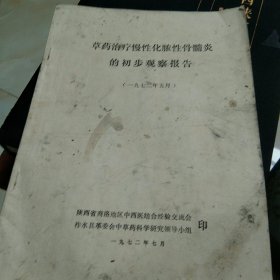 草药治疗慢性化脓性骨髓炎
的初步观察报告
(一九七二年五月)
陕西省商洛地区中西医结合经验交流会
柞水县革委会中草药科学研究领导小组 印
一九七二年七月